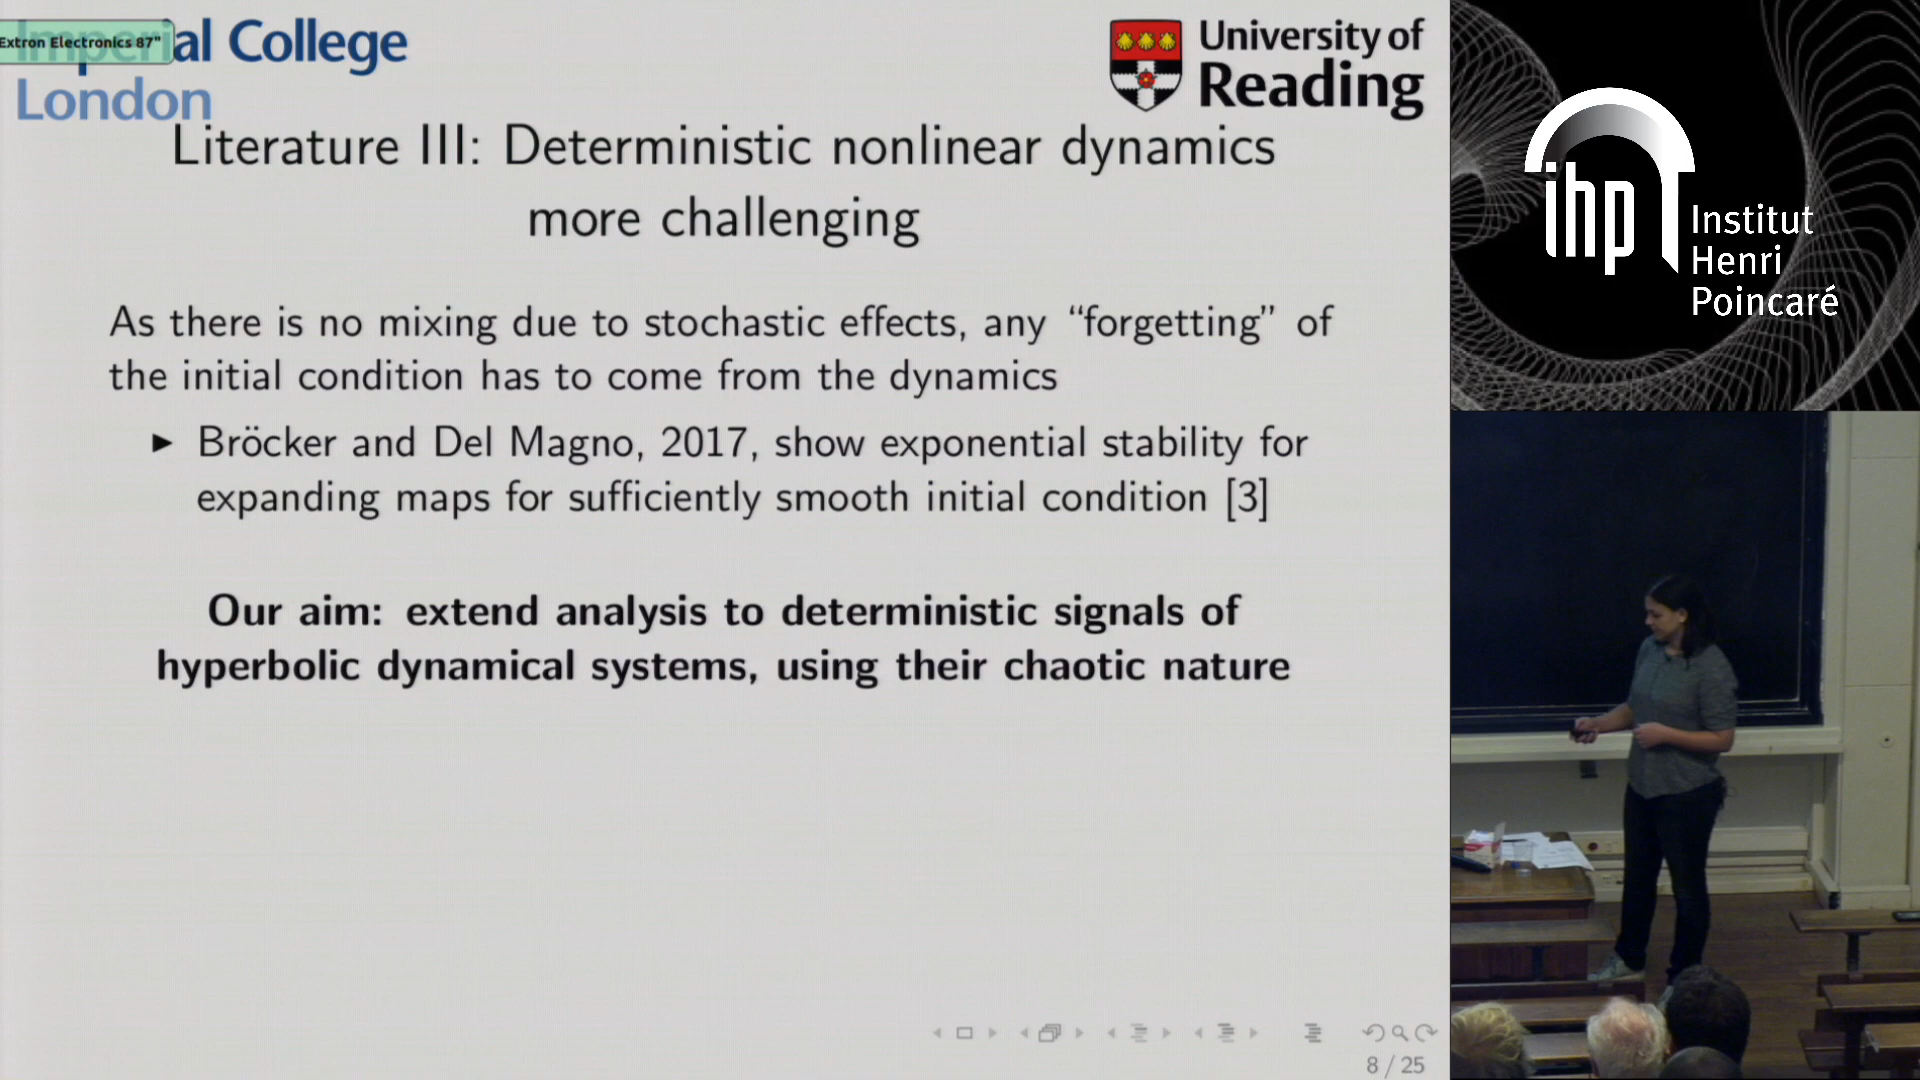 Extron Electronics 87"
Imperial College
London
University of
Reading
Literature III: Deterministic nonlinear dynamics
more challenging
As there is no mixing due to stochastic effects, any “forgetting” of
the initial condition has to come from the dynamics
▶ Bröcker and Del Magno, 2017, show exponential stability for
expanding maps for sufficiently smooth initial condition [3]
Our aim: extend analysis to deterministic signals of
hyperbolic dynamical systems, using their chaotic nature
8 / 25
ihp
Institut
Henri
Poincaré